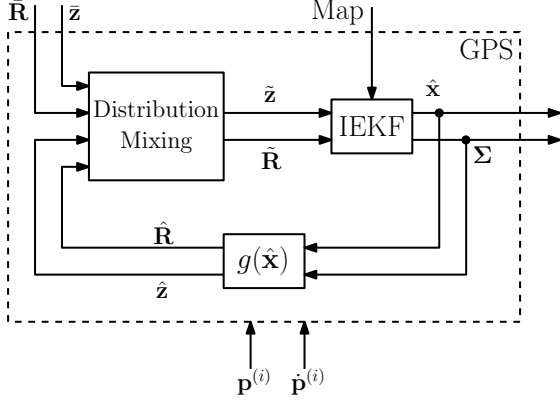 R̄ z̄
Map
GPS
Distribution
Mixing
z̃
R̃
IEKF
x̂
Σ
R̂
ẑ
g(x̂)
p⁽ⁱ⁾ ṗ⁽ⁱ⁾